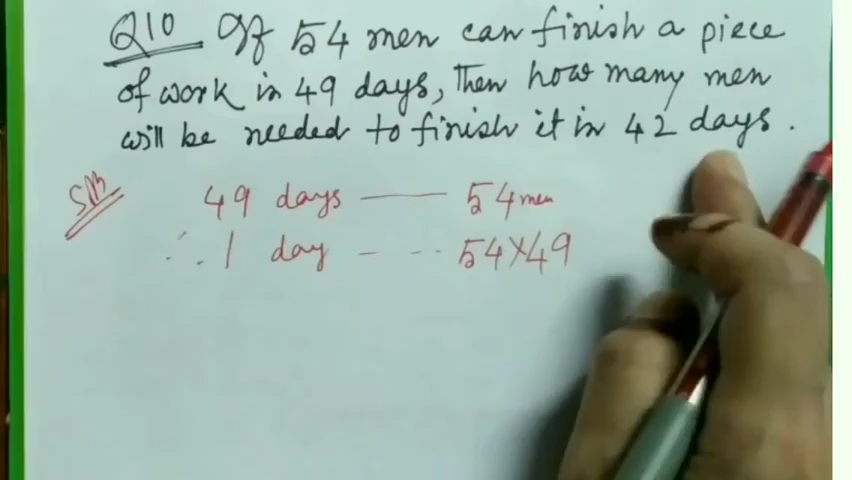 Q10 If 54 men can finish a piece
of work in 49 days, then how many men
will be needed to finish it in 42 days.
Sol 49 days —— 54 men
∴ 1 day - - -- 54×49